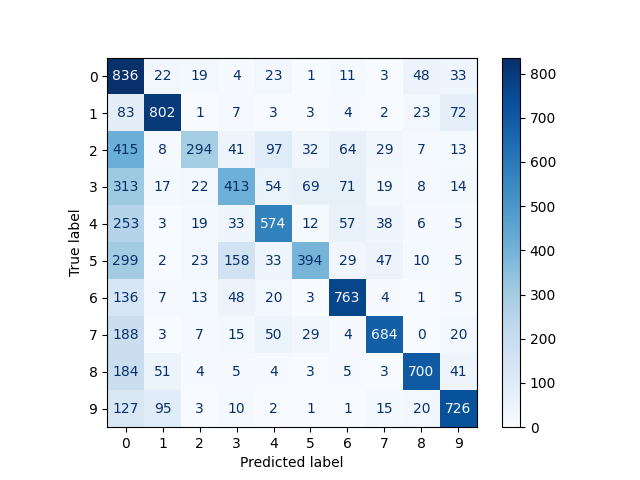 0 836 22 19 4 23 1 11 3 48 33
1 83 802 1 7 3 3 4 2 23 72
2 415 8 294 41 97 32 64 29 7 13
3 313 17 22 413 54 69 71 19 8 14
4 253 3 19 33 574 12 57 38 6 5
5 299 2 23 158 33 394 29 47 10 5
6 136 7 13 48 20 3 763 4 1 5
7 188 3 7 15 50 29 4 684 0 20
8 184 51 4 5 4 3 5 3 700 41
9 127 95 3 10 2 1 1 15 20 726
0 1 2 3 4 5 6 7 8 9
Predicted label
True label
800
700
600
500
400
300
200
100
0